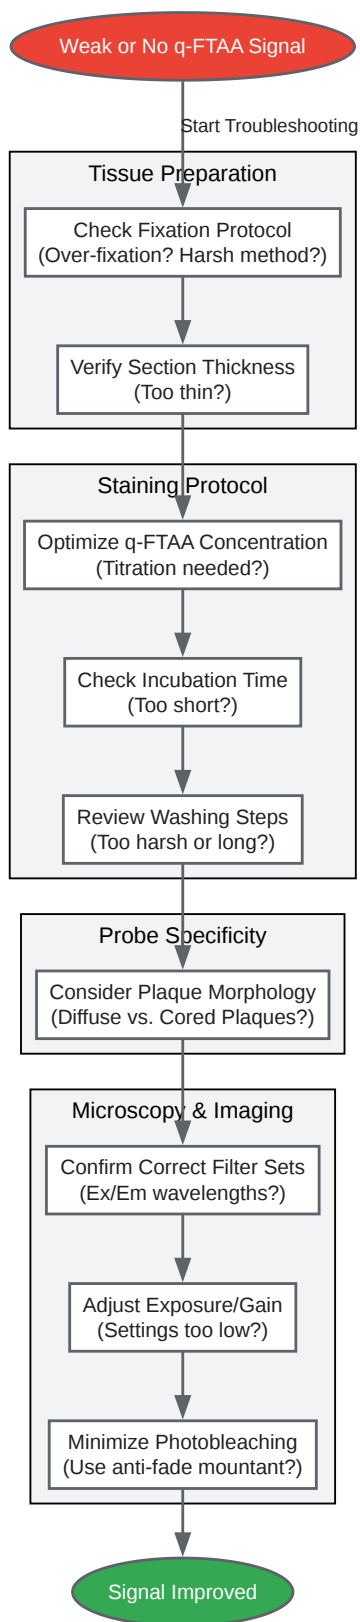 Weak or No q-FTAA Signal
Start Troubleshooting
Tissue Preparation
Check Fixation Protocol
(Over-fixation? Harsh method?)
Verify Section Thickness
(Too thin?)
Staining Protocol
Optimize q-FTAA Concentration
(Titration needed?)
Check Incubation Time
(Too short?)
Review Washing Steps
(Too harsh or long?)
Probe Specificity
Consider Plaque Morphology
(Diffuse vs. Cored Plaques?)
Microscopy & Imaging
Confirm Correct Filter Sets
(Ex/Em wavelengths?)
Adjust Exposure/Gain
(Settings too low?)
Minimize Photobleaching
(Use anti-fade mountant?)
Signal Improved